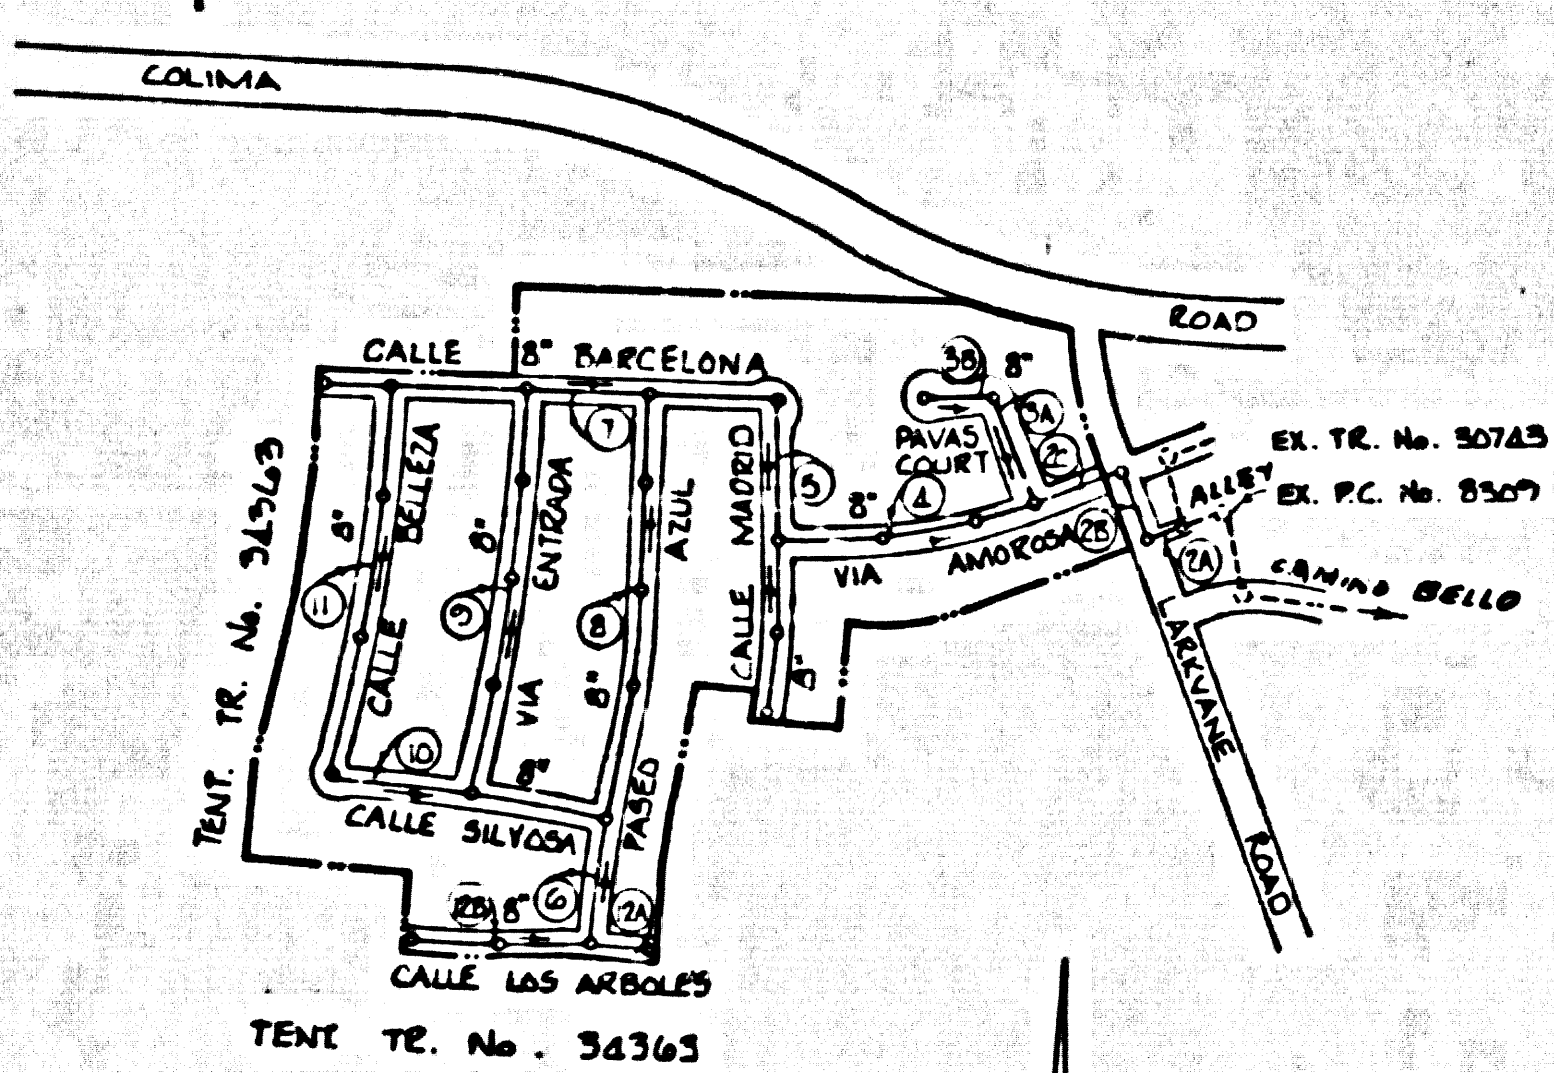 COLIMA
ROAD
CALLE 8" BARCELONA
3B 8"
3A
7
PAVAS
COURT
2C
EX. TR. No. 30743
ALLEY
EX. P.C. No. 8309
TENT. TR. No. 34363
8"
CALLE BELLEZA
8"
VIA ENTRADA
PASEO AZUL
CALLE MADRID
5
8"
4
VIA AMOROSA
2B
2A
CAMINO BELLO
11
9
8
8"
8"
LARKVANE ROAD
10
8"
CALLE SILVOSA
12B 8" 6 12A
CALLE LOS ARBOLES
TENT. TR. No. 34363